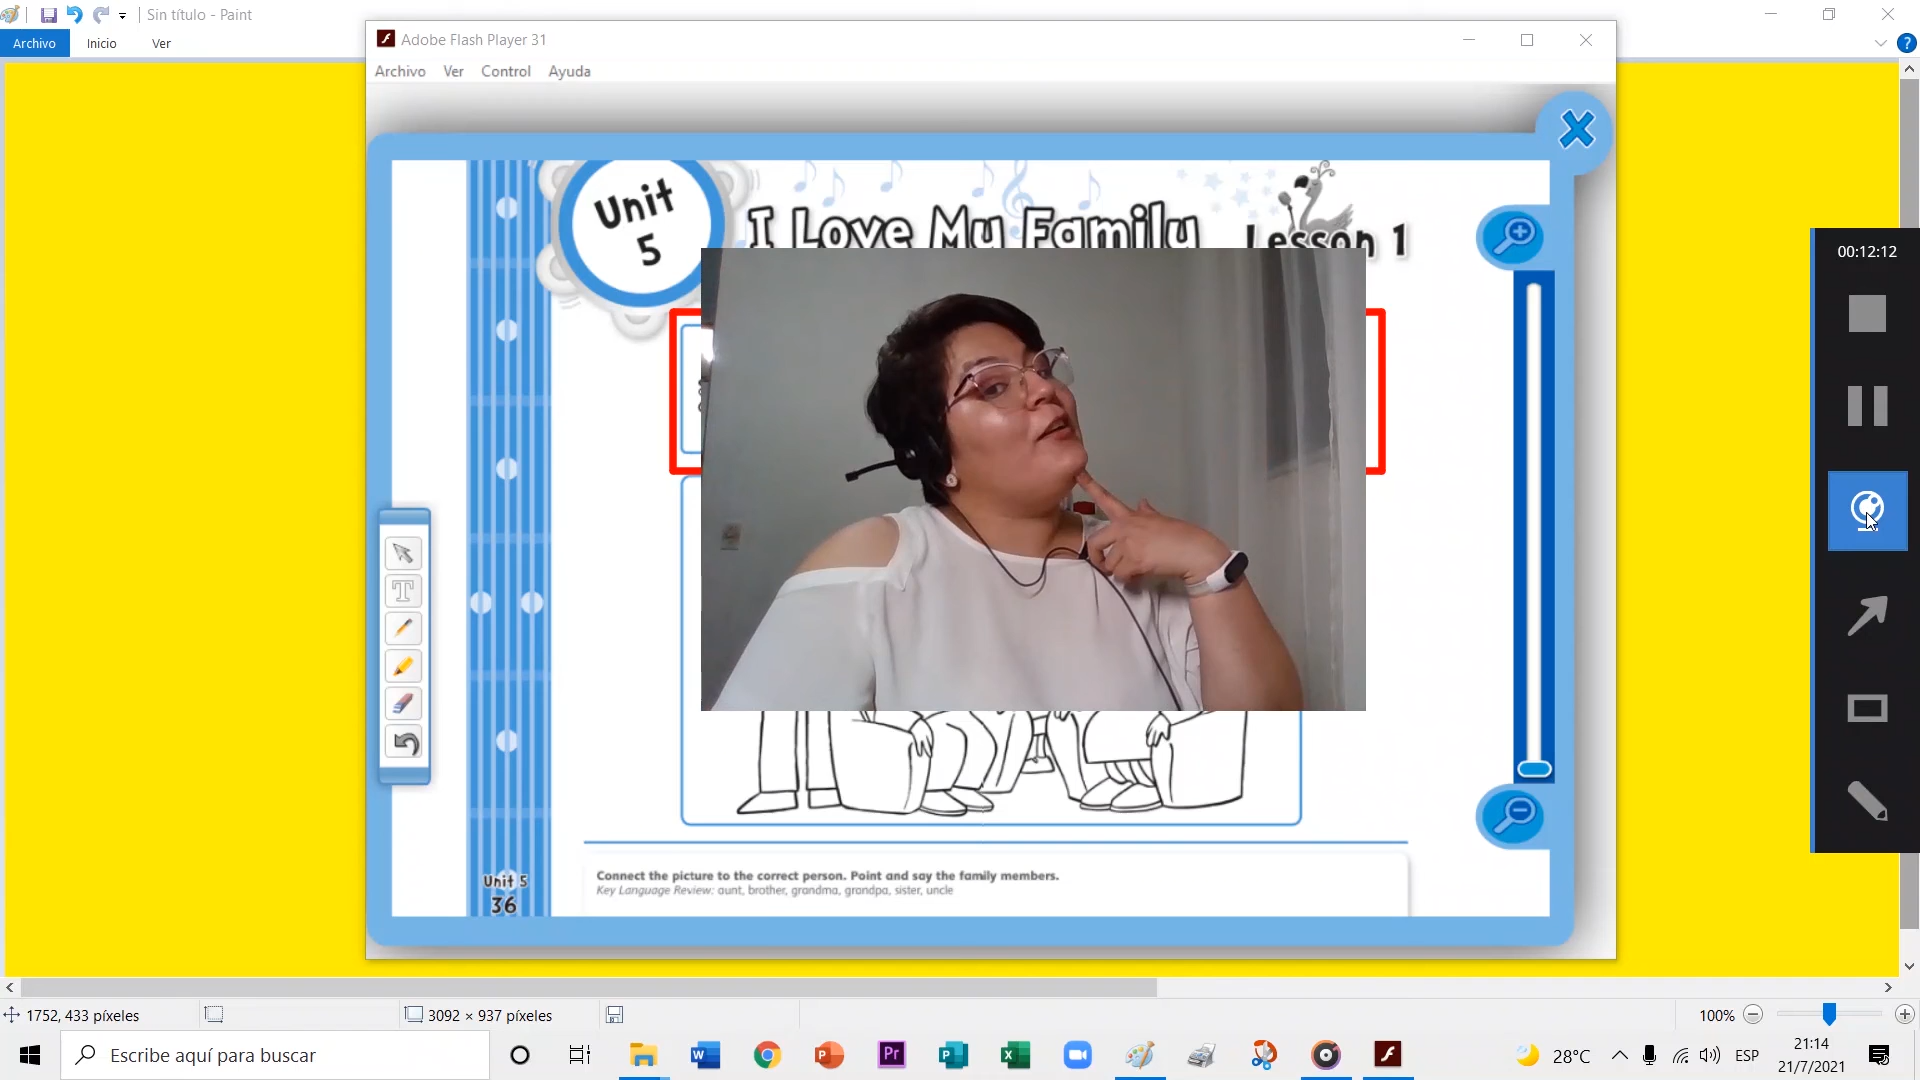 Sin título - Paint
Archivo
Inicio
Ver
Adobe Flash Player 31
Archivo
Ver
Control
Ayuda
Unit
5
I Love My Family
Lesson 1
00:12:12
T
Unit 5
36
Connect the picture to the correct person. Point and say the family members.
Key Language Review: aunt, brother, grandma, grandpa, sister, uncle
1752, 433 píxeles
3092 × 937 píxeles
100%
Escribe aquí para buscar
28°C
ESP
21:14
21/7/2021